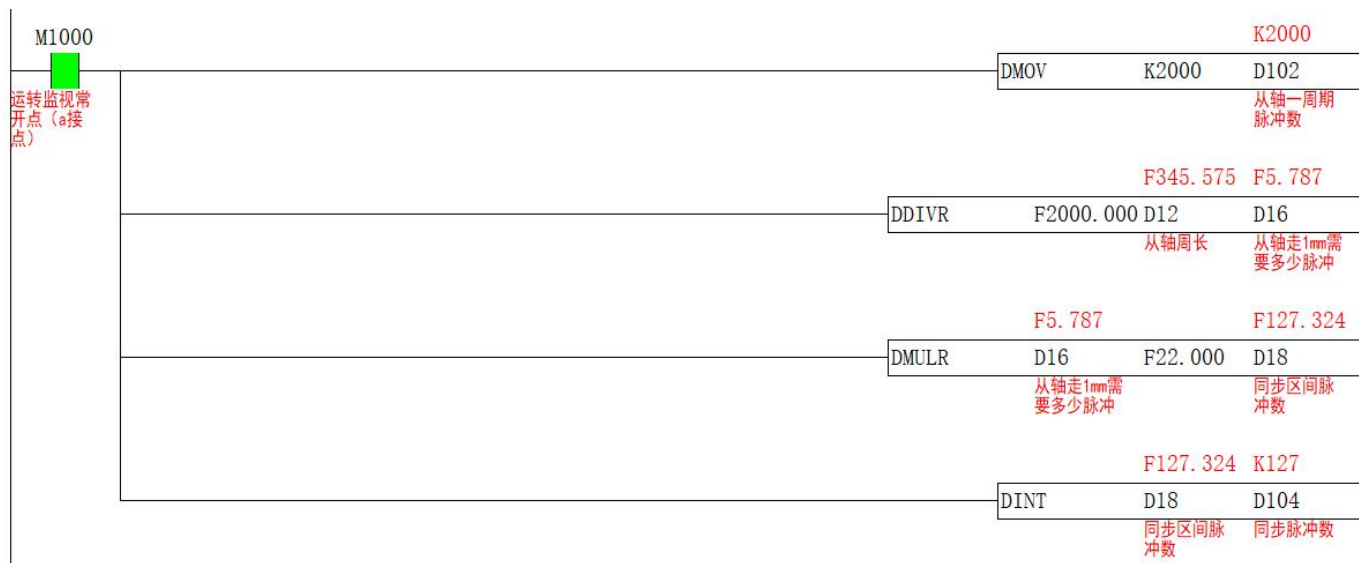 M1000
运转监视常
开点（a接
点）
K2000
DMOV K2000 D102
从轴一周期
脉冲数
F345.575 F5.787
DDIVR F2000.000 D12 D16
从轴周长
从轴走1mm需
要多少脉冲
F5.787 F127.324
DMULR D16 F22.000 D18
从轴走1mm需
要多少脉冲
同步区间脉
冲数
F127.324 K127
DINT D18 D104
同步区间脉
冲数
同步脉冲数